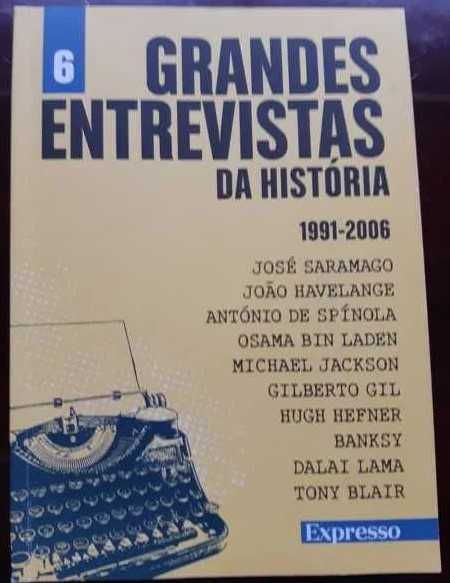 6
GRANDES
ENTREVISTAS
DA HISTÓRIA
1991-2006
JOSÉ SARAMAGO
JOÃO HAVELANGE
ANTÓNIO DE SPÍNOLA
OSAMA BIN LADEN
MICHAEL JACKSON
GILBERTO GIL
HUGH HEFNER
BANKSY
DALAI LAMA
TONY BLAIR
Expresso